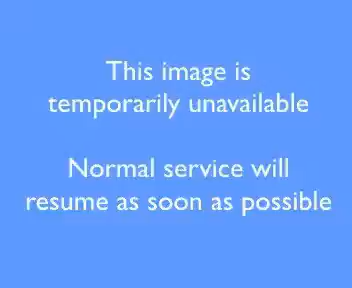 This image is
temporarily unavailable
Normal service will
resume as soon as possible